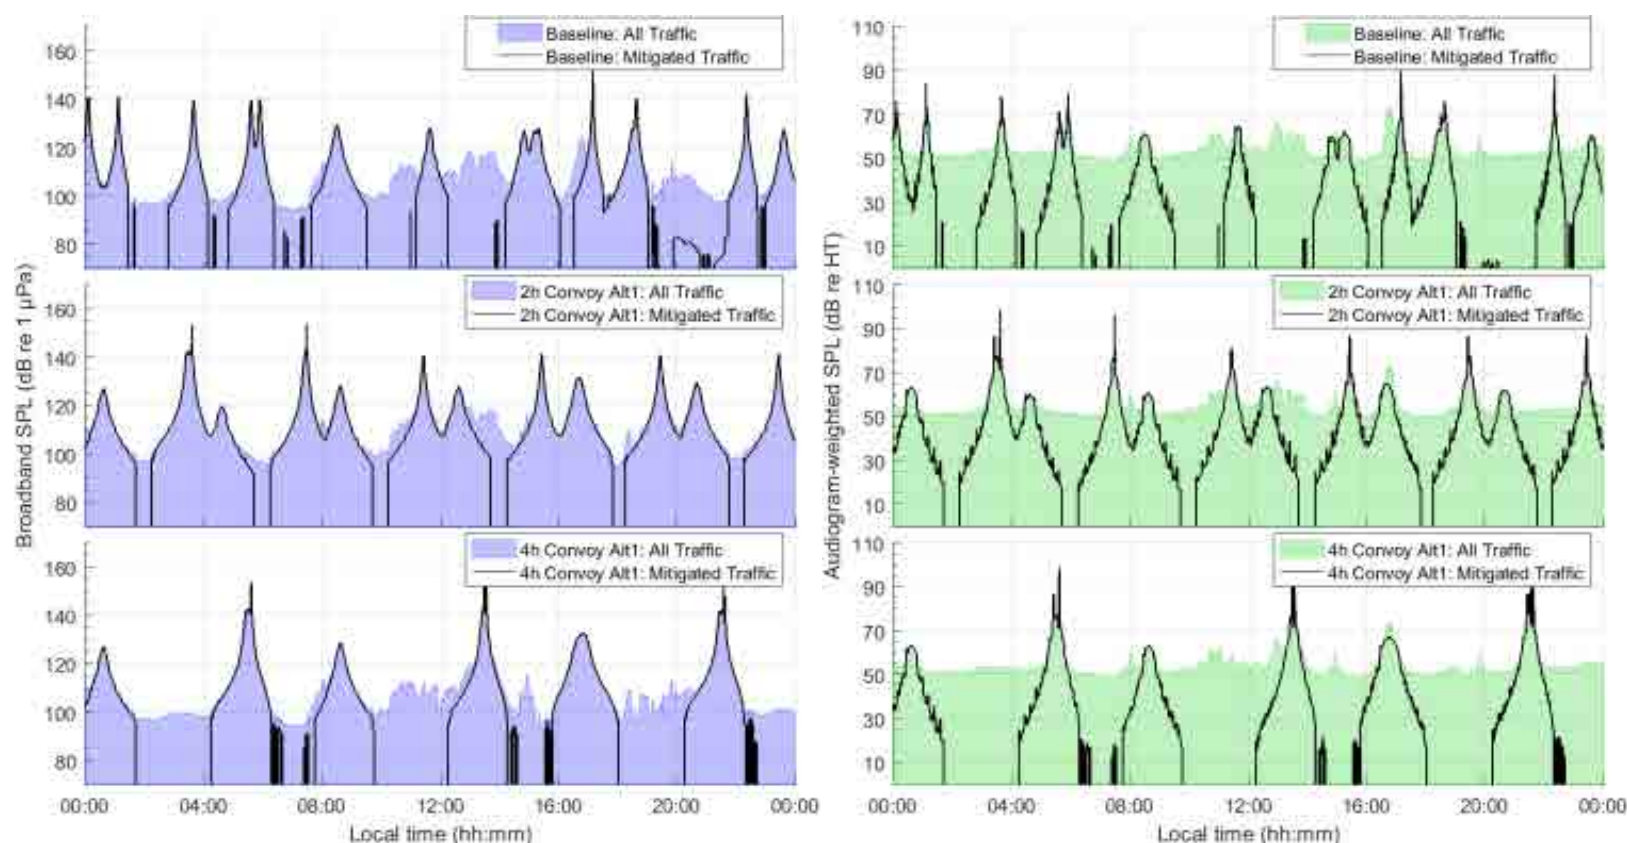 Baseline: All Traffic
Baseline: Mitigated Traffic
160
140
120
100
80
2h Convoy Alt1: All Traffic
2h Convoy Alt1: Mitigated Traffic
160
140
120
100
80
4h Convoy Alt1: All Traffic
4h Convoy Alt1: Mitigated Traffic
160
140
120
100
80
Broadband SPL (dB re 1 µPa)
00:00 04:00 08:00 12:00 16:00 20:00 00:00
Local time (hh:mm)
Baseline: All Traffic
Baseline: Mitigated Traffic
110
90
70
50
30
10
2h Convoy Alt1: All Traffic
2h Convoy Alt1: Mitigated Traffic
110
90
70
50
30
10
4h Convoy Alt1: All Traffic
4h Convoy Alt1: Mitigated Traffic
110
90
70
50
30
10
Audiogram-weighted SPL (dB re HT)
00:00 04:00 08:00 12:00 16:00 20:00 00:00
Local time (hh:mm)